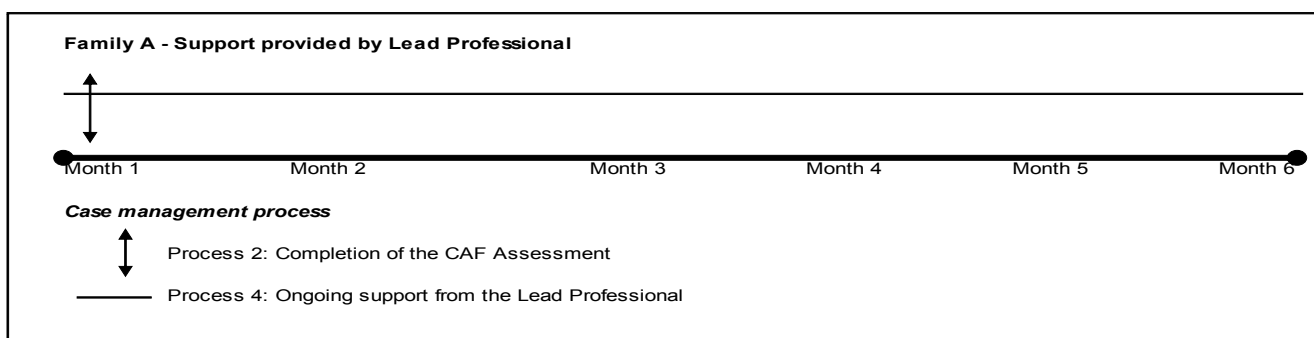 Family A - Support provided by Lead Professional
Month 1 Month 2 Month 3 Month 4 Month 5 Month 6
Case management process
Process 2: Completion of the CAF Assessment
Process 4: Ongoing support from the Lead Professional